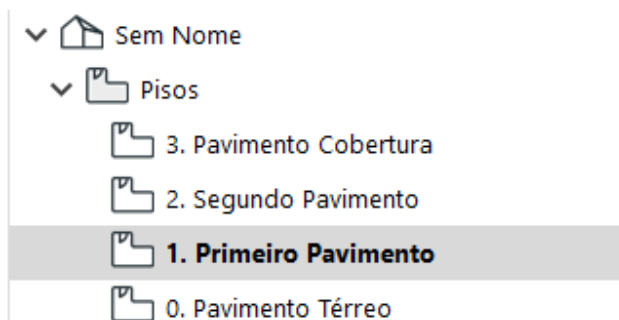 Sem Nome
Pisos
3. Pavimento Cobertura
2. Segundo Pavimento
1. Primeiro Pavimento
0. Pavimento Térreo